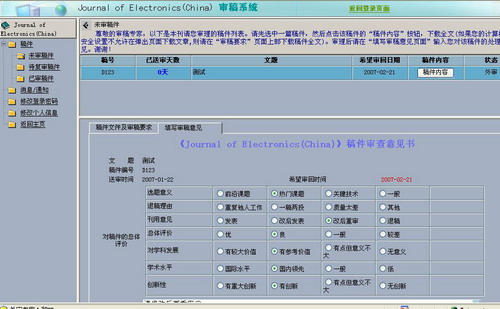 Journal of Electronics(China) 审稿系统
返回登录页面
Journal of Electronics(China)
稿件
未审稿件
待复审稿件
已审稿件
消息/通知
修改登录密码
修改个人信息
返回主页
未审稿件
尊敬的审稿专家。以下是本刊请您审理的稿件列表。请先选中一篇稿件,然后点击该稿件的"稿件内容"按钮,下载全文(如果您的计算机
安全设置不允许在弹出页面下载文章,则请在"审稿要求"页面上部下载稿件全文)。审理后请在"填写审稿意见页面"输入您对该稿件的处理
见。谢谢!
稿号 已送审天数 文题 希望审回日期 稿件内容 状态
D123 0天 测试 2007-02-21 稿件内容 外审
稿件文件及审稿要求 填写审稿意见
《Journal of Electronics(China)》稿件审查意见书
文 题 测试
稿件编号 D123
送审时间 2007-01-22 希望审回时间 2007-02-21
对稿件的总体评价
选题意义 前沿课题 热门课题 关键技术 一般
退稿理由 重复他人工作 一稿两投 质量太差 其他
刊用意见 发表 改后发表 改后重审 退稿
总体评价 优 良 一般 较差
对学科发展 有较大价值 有参考价值 有点但意义不大 无意义
学术水平 国际水平 国内领先 一般 低
创新性 有重大创新 有创新 有点但意义不大 无创新